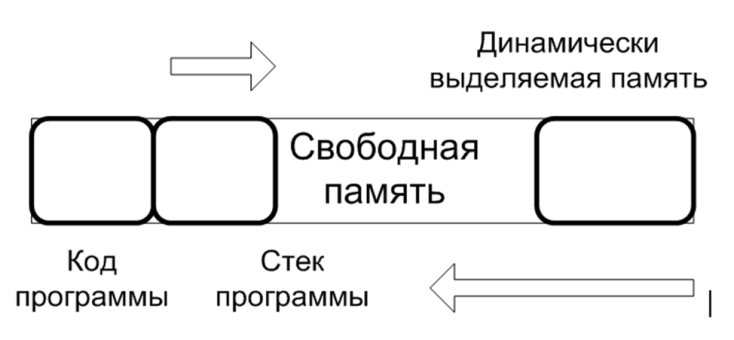 Динамически
выделяемая память
Свободная
память
Код
программы
Стек
программы